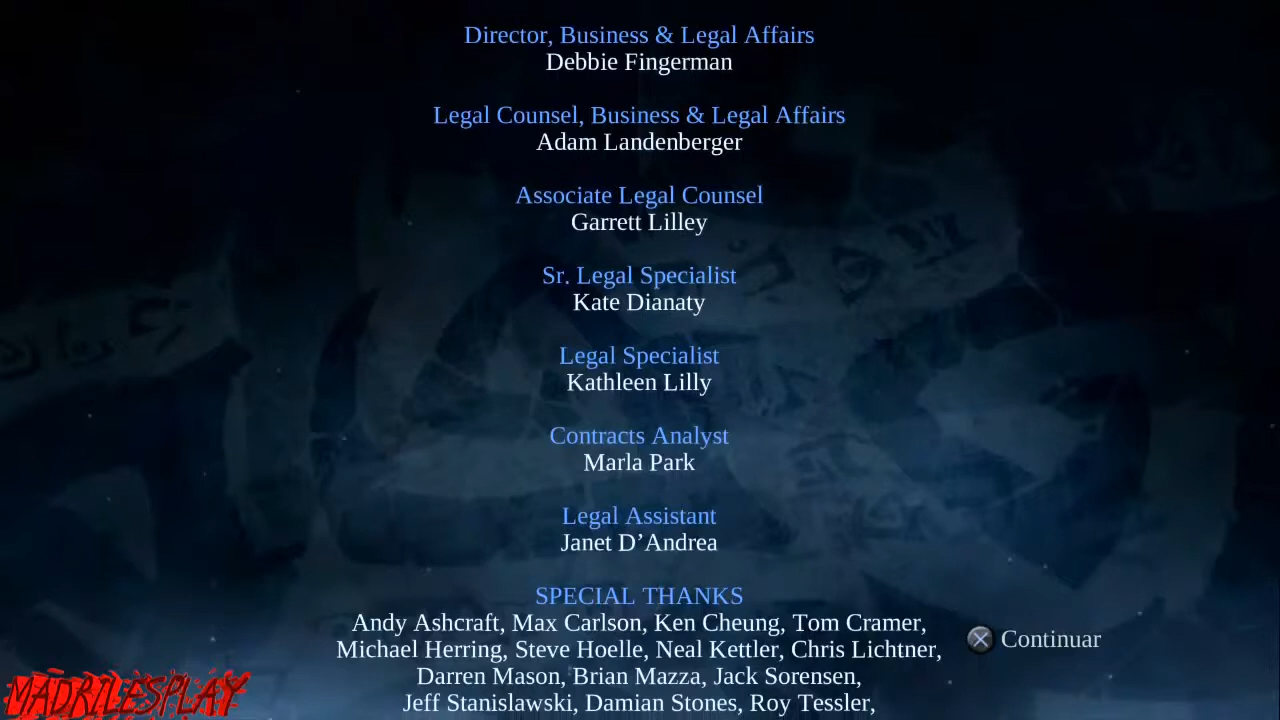 Director, Business & Legal Affairs
Debbie Fingerman
Legal Counsel, Business & Legal Affairs
Adam Landenberger
Associate Legal Counsel
Garrett Lilley
Sr. Legal Specialist
Kate Dianaty
Legal Specialist
Kathleen Lilly
Contracts Analyst
Marla Park
Legal Assistant
Janet D’Andrea
SPECIAL THANKS
Andy Ashcraft, Max Carlson, Ken Cheung, Tom Cramer,
Michael Herring, Steve Hoelle, Neal Kettler, Chris Lichtner,
Darren Mason, Brian Mazza, Jack Sorensen,
Jeff Stanislawski, Damian Stones, Roy Tessler,
Continuar
MADRILESPLAY